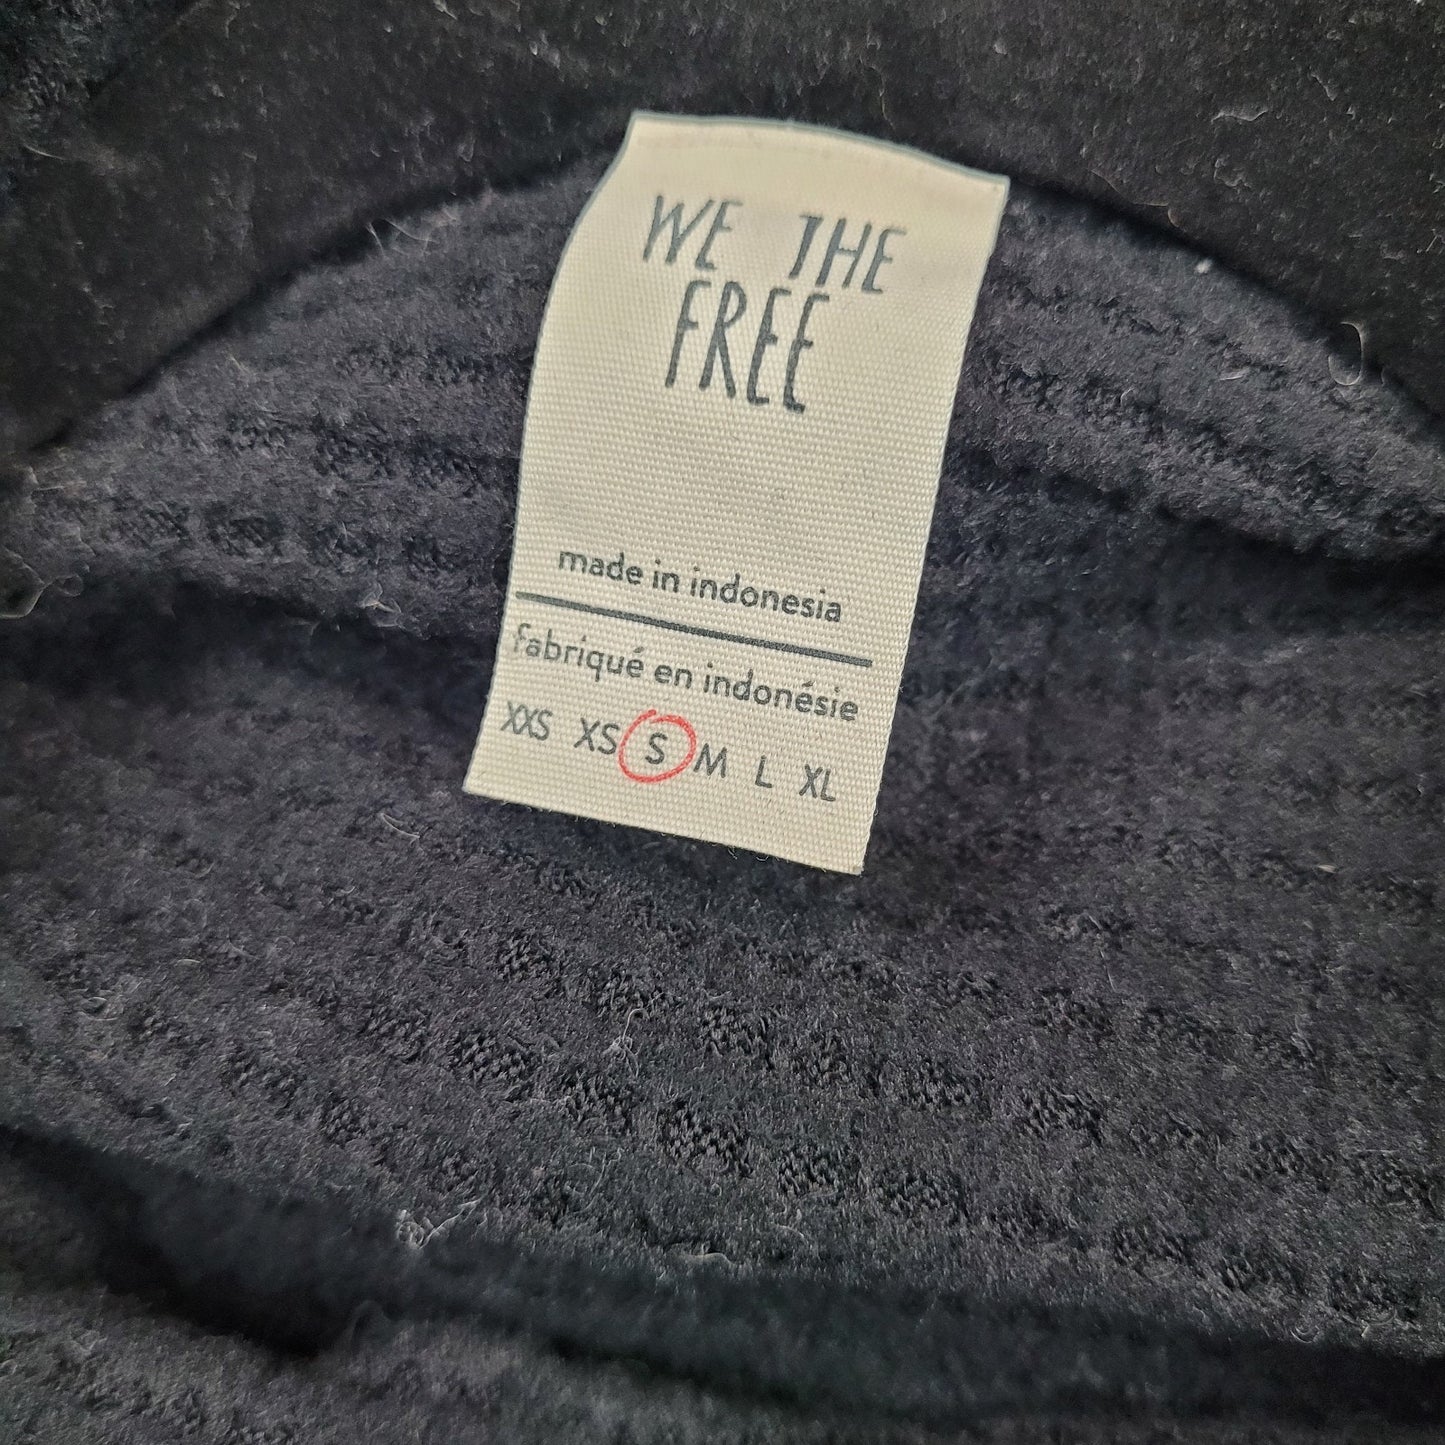 WE THE
FREE
made in indonesia
fabriqué en indonésie
XXS XS S M L XL